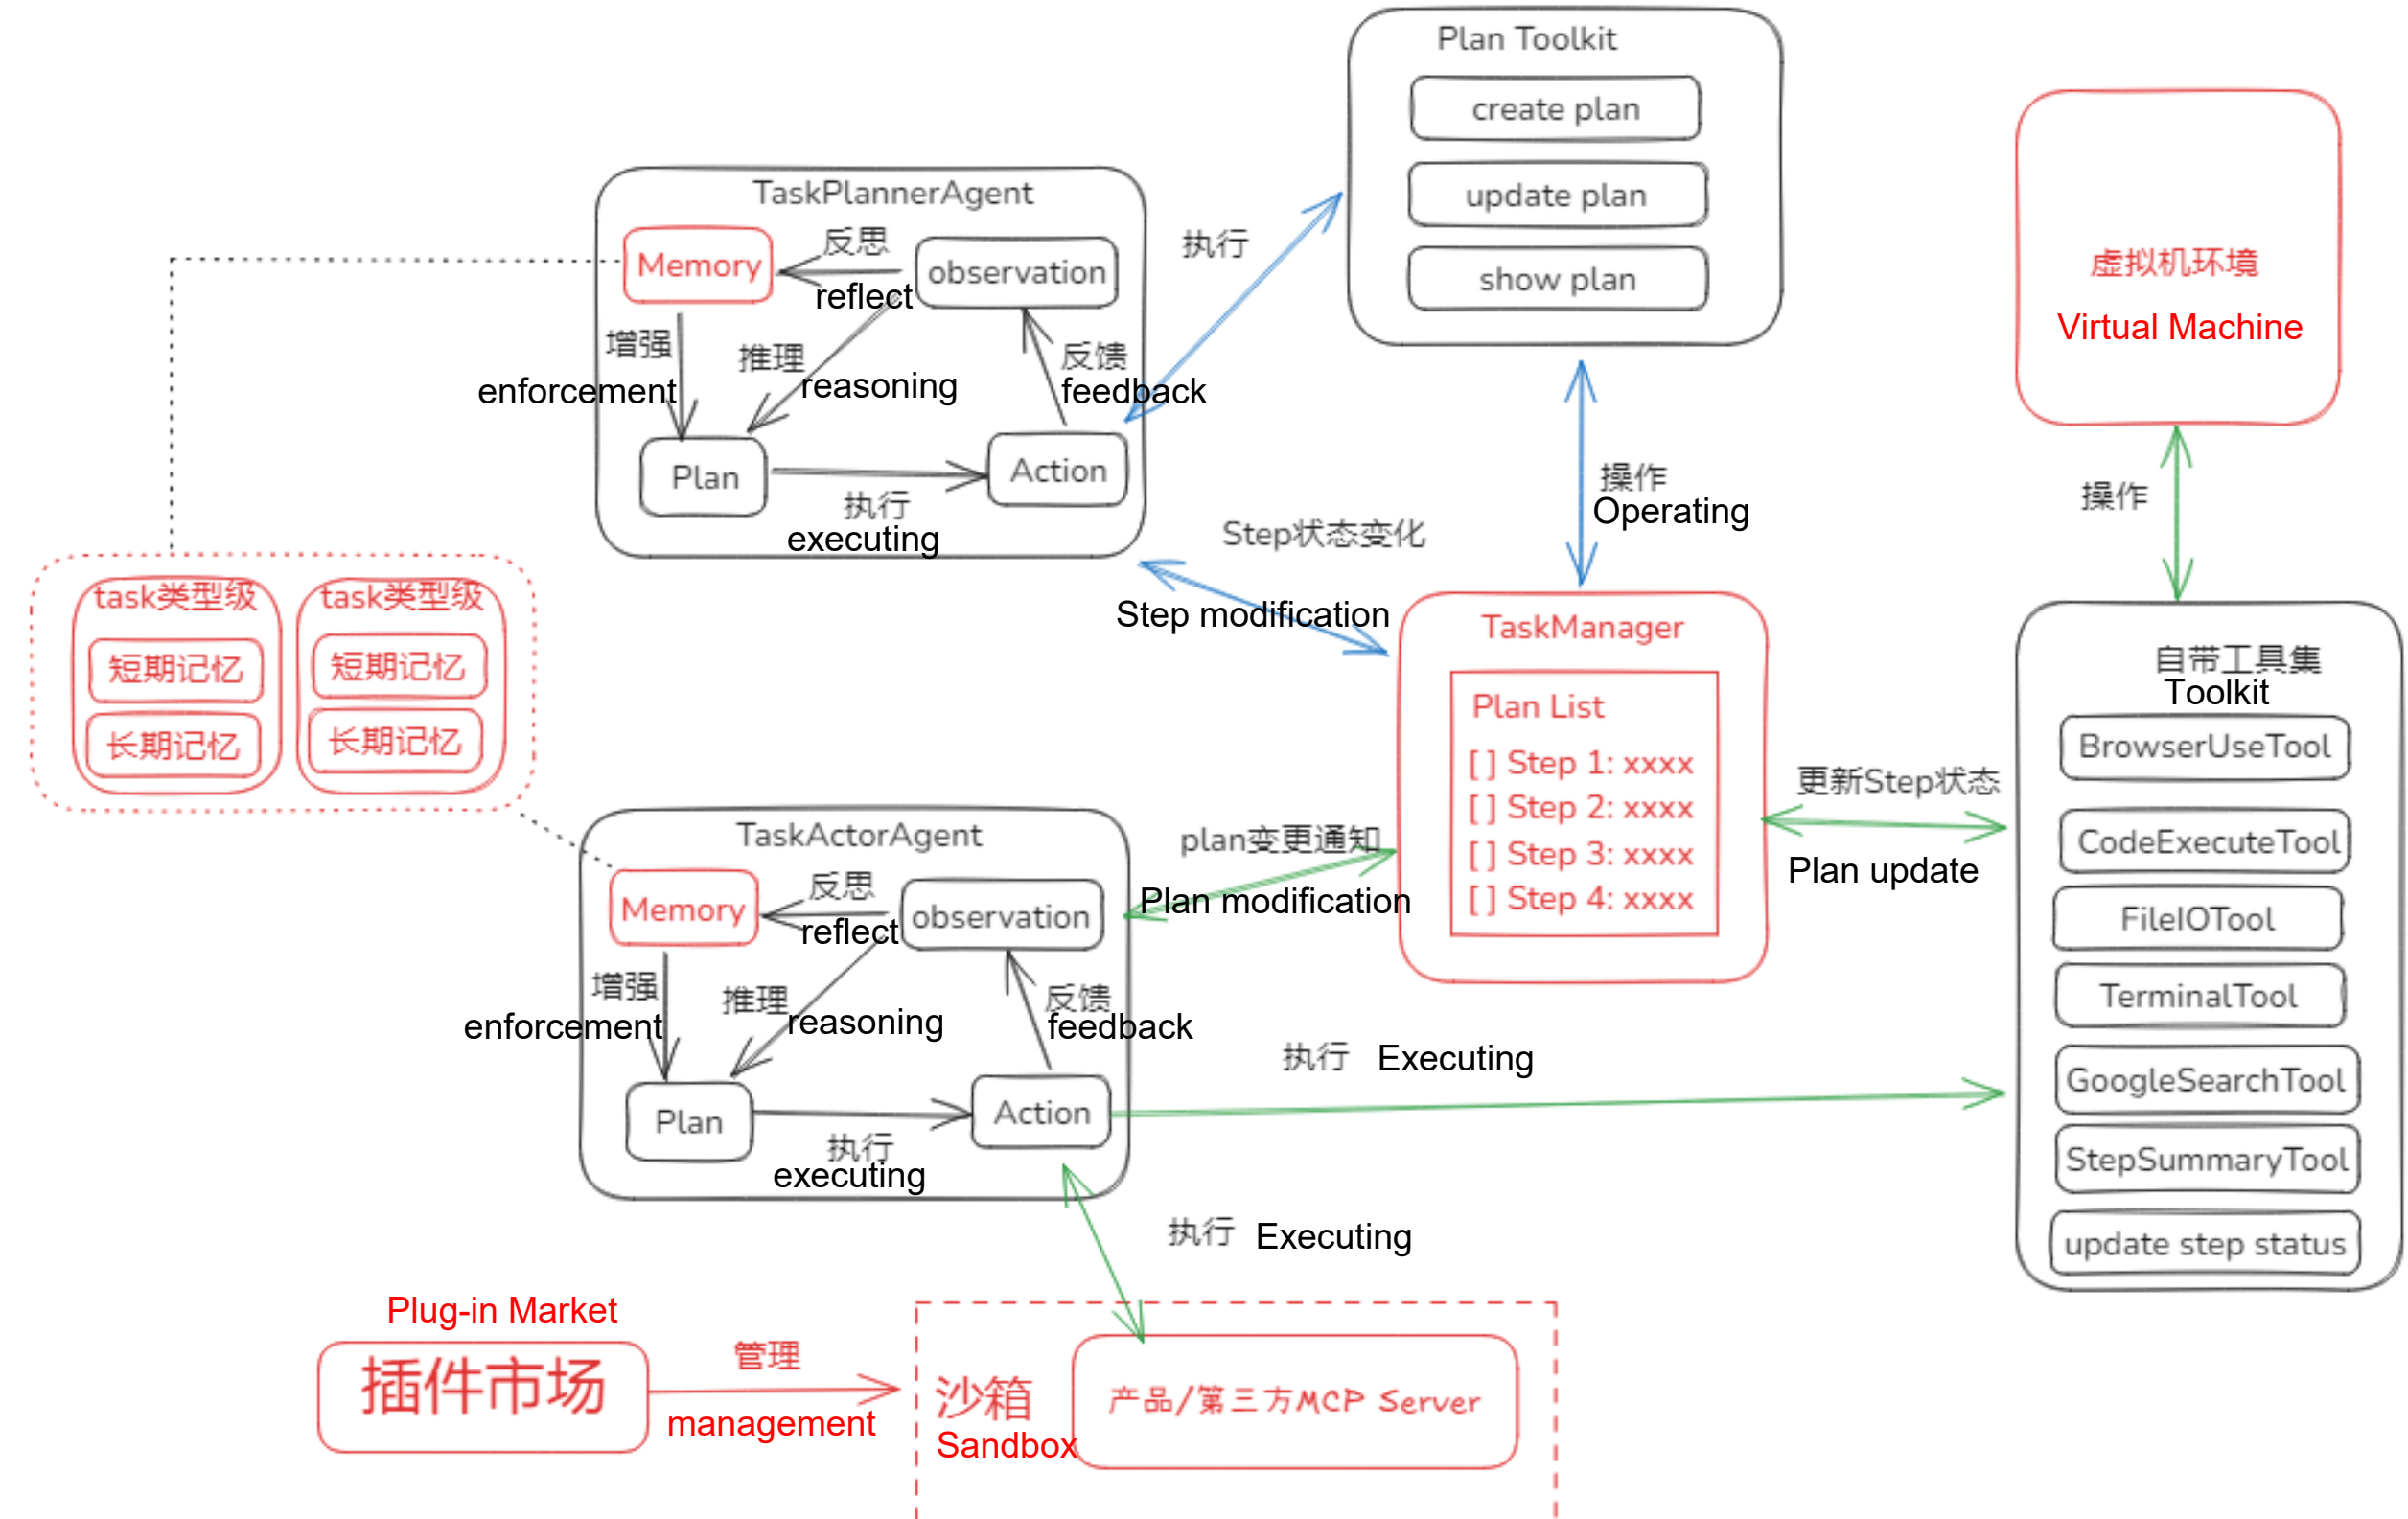 Plan Toolkit
create plan
update plan
show plan
TaskPlannerAgent
Memory
反思
reflect
observation
增强
enforcement
推理
reasoning
反馈
feedback
Plan
执行
executing
Action
执行
虚拟机环境
Virtual Machine
操作
Operating
操作
Step状态变化
Step modification
task类型级
短期记忆
长期记忆
task类型级
短期记忆
长期记忆
TaskManager
Plan List
[ ] Step 1: xxxx
[ ] Step 2: xxxx
[ ] Step 3: xxxx
[ ] Step 4: xxxx
更新Step状态
Plan update
自带工具集
Toolkit
BrowserUseTool
CodeExecuteTool
FileIOTool
TerminalTool
GoogleSearchTool
StepSummaryTool
update step status
TaskActorAgent
Memory
反思
reflect
observation
plan变更通知
Plan modification
增强
enforcement
推理
reasoning
反馈
feedback
Plan
执行
executing
Action
执行 Executing
执行 Executing
Plug-in Market
插件市场
管理
management
沙箱
Sandbox
产品/第三方MCP Server